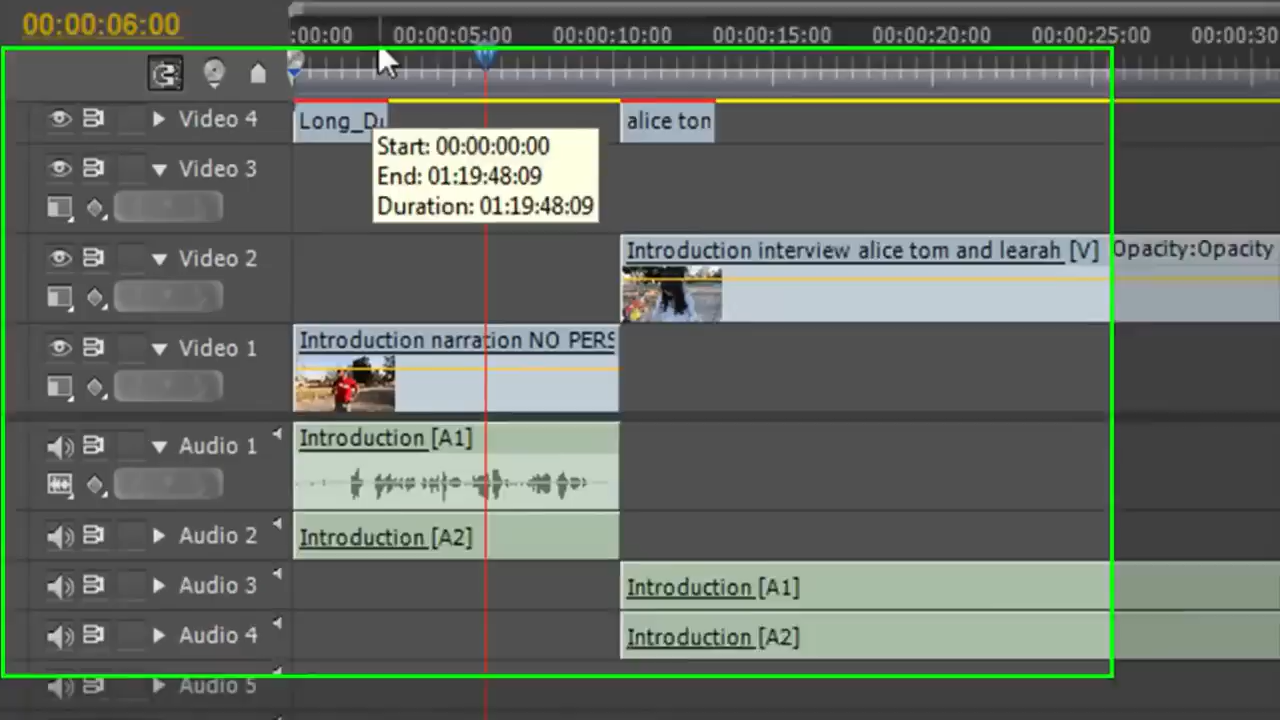 00:00:06:00
:00:00 00:00:05:00 00:00:10:00 00:00:15:00 00:00:20:00 00:00:25:00 00:00:30
Video 4 Long_D alice ton
Start: 00:00:00:00
End: 01:19:48:09
Duration: 01:19:48:09
Video 3
Video 2 Introduction interview alice tom and learah [V] Opacity:Opacity
Video 1 Introduction narration NO PERS
Audio 1 Introduction [A1]
Audio 2 Introduction [A2]
Audio 3 Introduction [A1]
Audio 4 Introduction [A2]
Audio 5